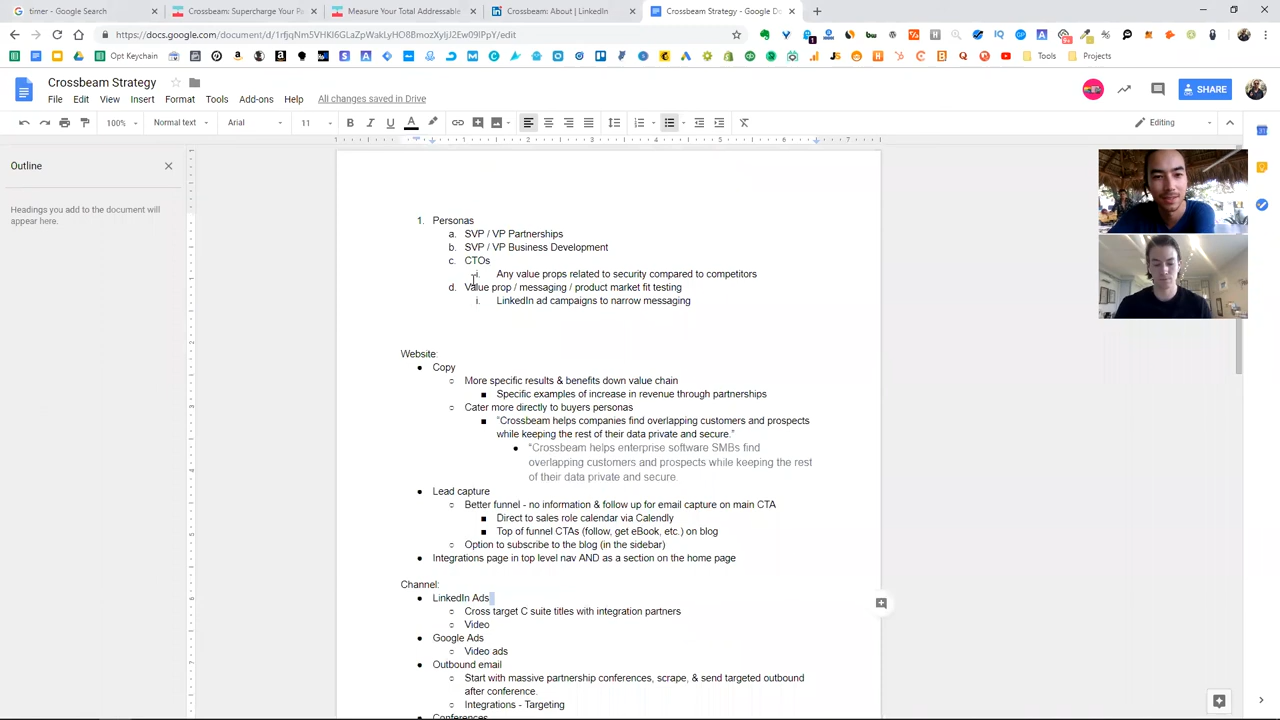 timer - Google Search
Crossbeam: Supercharge Your Pa
Measure Your Total Addressable
Crossbeam: About | LinkedIn
Crossbeam Strategy - Google Do
https://docs.google.com/document/d/1rfjqNm5VHKI6GLaZpWakLyHO8BmozXyIjJ2Ew09IPpY/edit
Opt Keychain
Tools
Projects
Crossbeam Strategy
File Edit View Insert Format Tools Add-ons Help All changes saved in Drive
SHARE
100% Normal text Arial 11
Editing
Outline
Headings you add to the document will
appear here.
1. Personas
a. SVP / VP Partnerships
b. SVP / VP Business Development
c. CTOs
i. Any value props related to security compared to competitors
d. Value prop / messaging / product market fit testing
i. LinkedIn ad campaigns to narrow messaging
Website:
● Copy
○ More specific results & benefits down value chain
■ Specific examples of increase in revenue through partnerships
○ Cater more directly to buyers personas
■ “Crossbeam helps companies find overlapping customers and prospects
while keeping the rest of their data private and secure.”
● “Crossbeam helps enterprise software SMBs find
overlapping customers and prospects while keeping the rest
of their data private and secure.
● Lead capture
○ Better funnel - no information & follow up for email capture on main CTA
■ Direct to sales role calendar via Calendly
■ Top of funnel CTAs (follow, get eBook, etc.) on blog
○ Option to subscribe to the blog (in the sidebar)
● Integrations page in top level nav AND as a section on the home page
Channel:
● LinkedIn Ads
○ Cross target C suite titles with integration partners
○ Video
● Google Ads
○ Video ads
● Outbound email
○ Start with massive partnership conferences, scrape, & send targeted outbound
after conference.
○ Integrations - Targeting
● Conferences